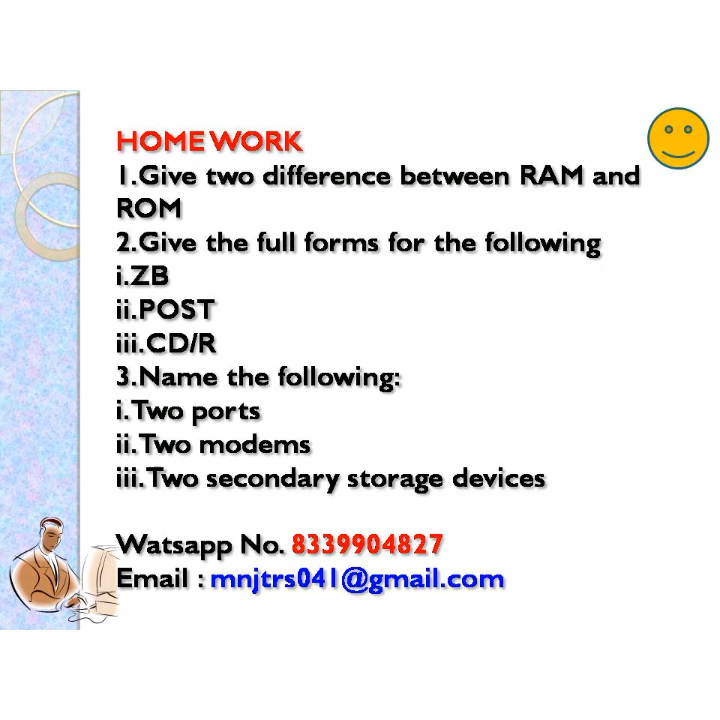 HOME WORK
1.Give two difference between RAM and
ROM
2.Give the full forms for the following
i.ZB
ii.POST
iii.CD/R
3.Name the following:
i.Two ports
ii.Two modems
iii.Two secondary storage devices
Watsapp No. 8339904827
Email : mnjtrs041@gmail.com